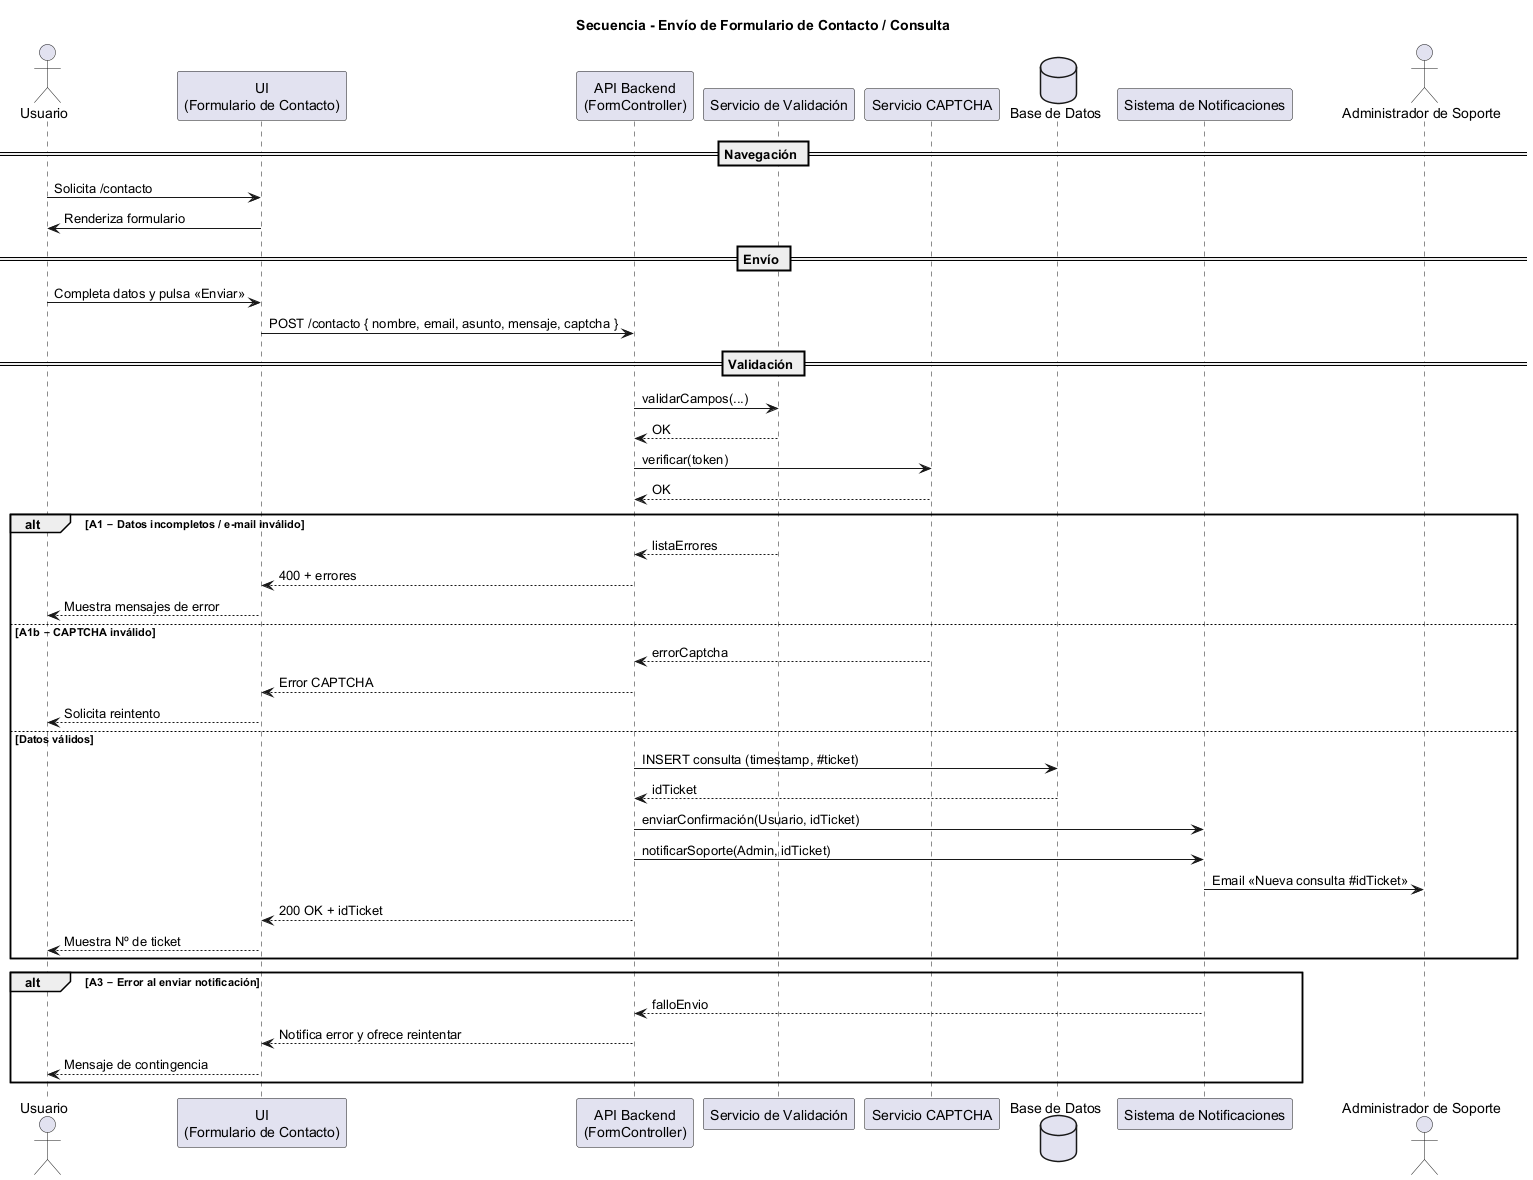 Secuencia - Envío de Formulario de Contacto / Consulta
Usuario
UI
(Formulario de Contacto)
API Backend
(FormController)
Servicio de Validación
Servicio CAPTCHA
Base de Datos
Sistema de Notificaciones
Administrador de Soporte
Navegación
Solicita /contacto
Renderiza formulario
Envío
Completa datos y pulsa «Enviar»
POST /contacto { nombre, email, asunto, mensaje, captcha }
Validación
validarCampos(...)
OK
verificar(token)
OK
alt [A1 – Datos incompletos / e-mail inválido]
listaErrores
400 + errores
Muestra mensajes de error
[A1b – CAPTCHA inválido]
errorCaptcha
Error CAPTCHA
Solicita reintento
[Datos válidos]
INSERT consulta (timestamp, #ticket)
idTicket
enviarConfirmación(Usuario, idTicket)
notificarSoporte(Admin, idTicket)
Email «Nueva consulta #idTicket»
200 OK + idTicket
Muestra Nº de ticket
alt [A3 – Error al enviar notificación]
falloEnvio
Notifica error y ofrece reintentar
Mensaje de contingencia
Usuario
UI
(Formulario de Contacto)
API Backend
(FormController)
Servicio de Validación
Servicio CAPTCHA
Base de Datos
Sistema de Notificaciones
Administrador de Soporte